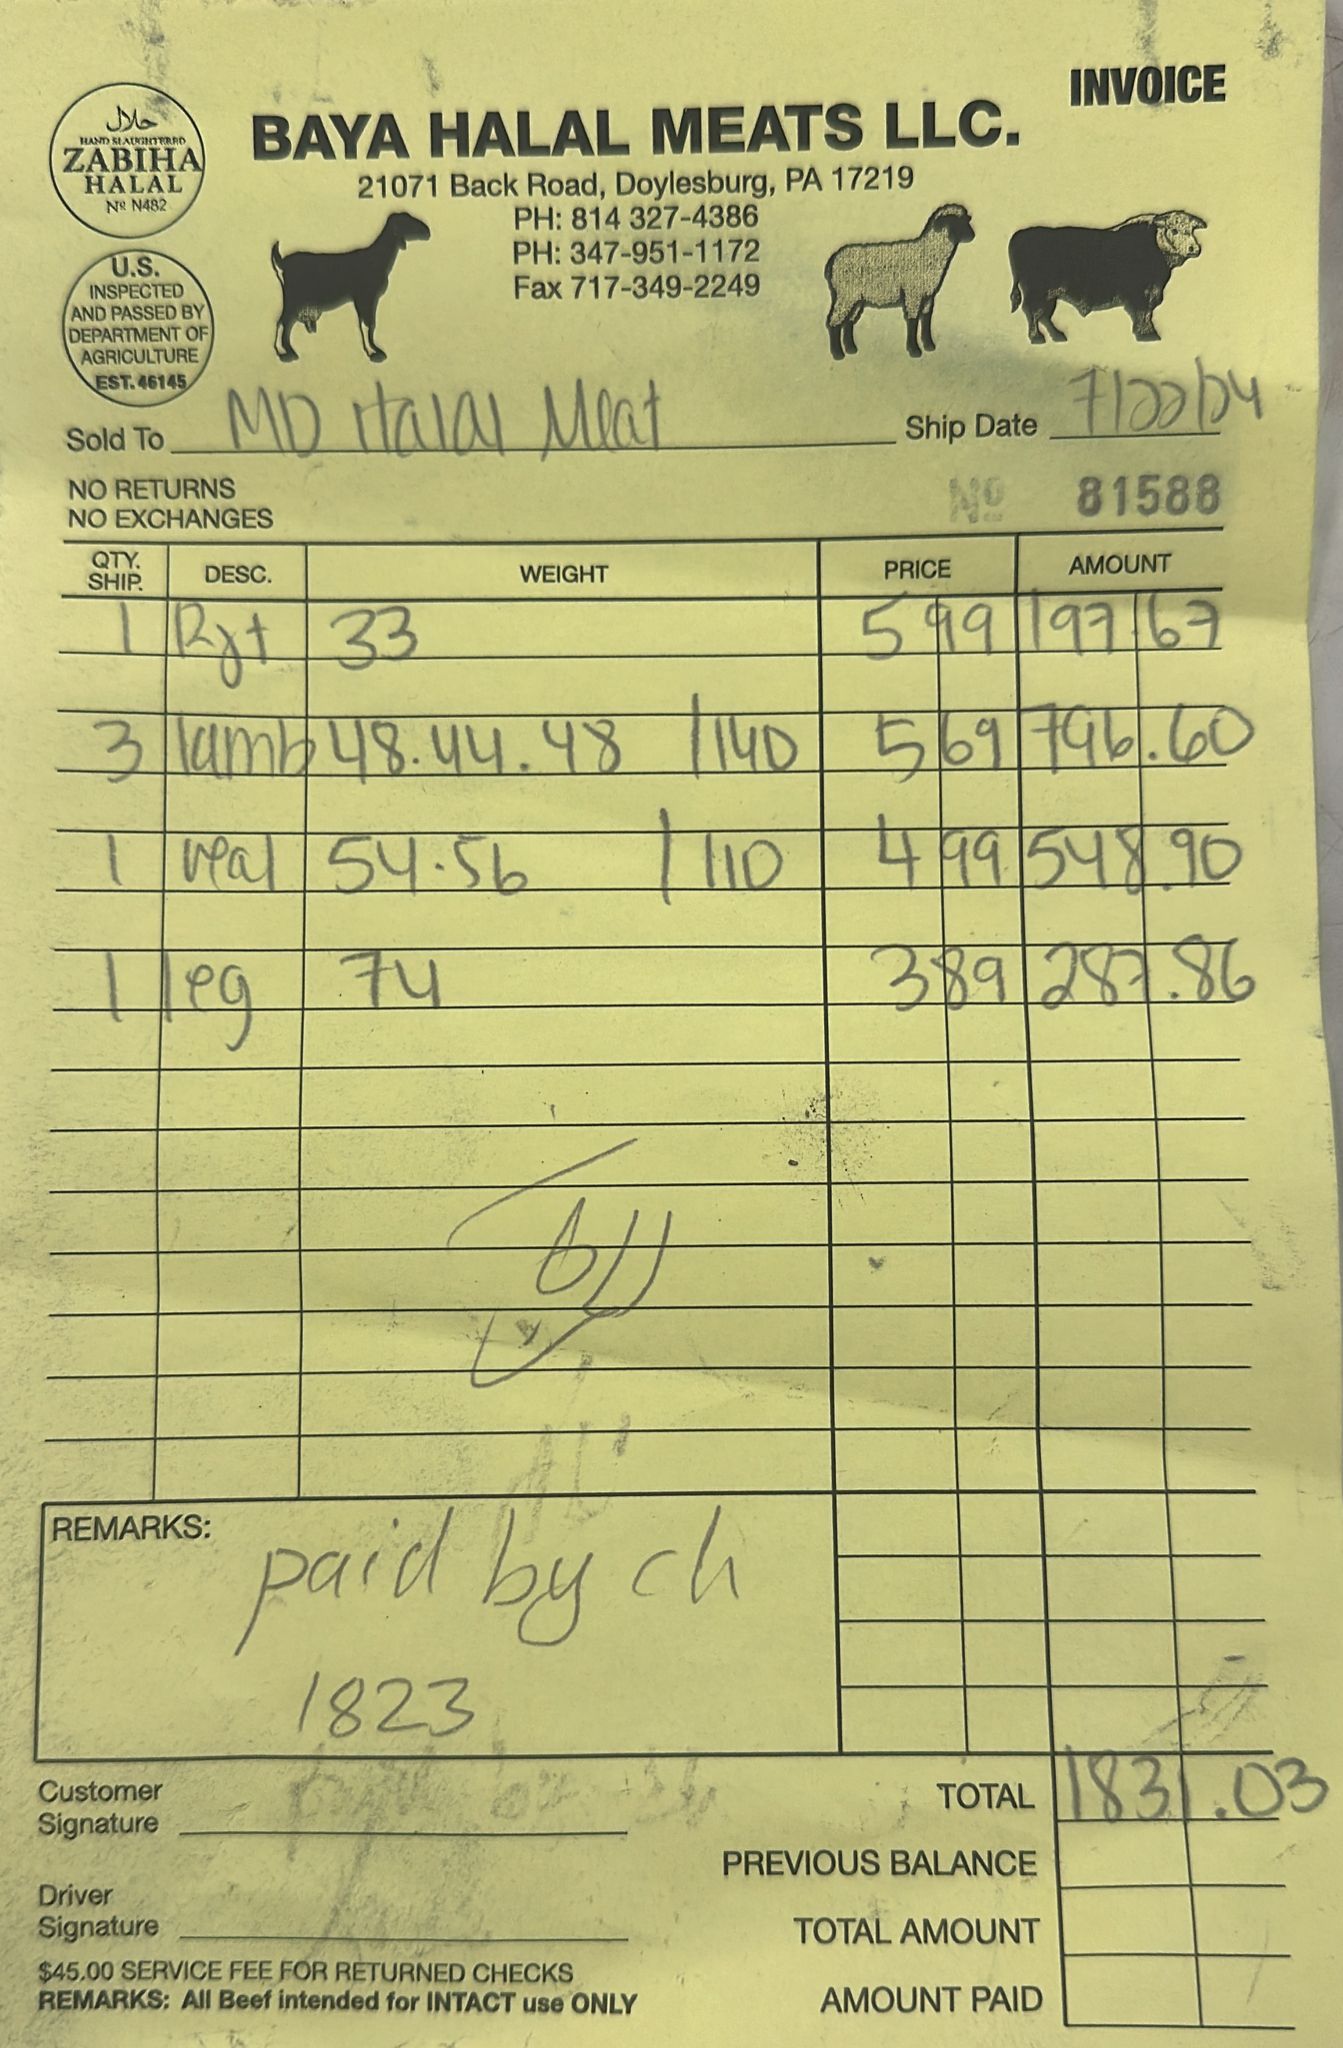 INVOICE
حلال
HAND SLAUGHTERED
ZABIHA
HALAL
Nº N482
BAYA HALAL MEATS LLC.
21071 Back Road, Doylesburg, PA 17219
PH: 814 327-4386
PH: 347-951-1172
Fax 717-349-2249
U.S.
INSPECTED
AND PASSED BY
DEPARTMENT OF
AGRICULTURE
EST. 46145
Sold To MD Halal Meat Ship Date 7/22/24
NO RETURNS
NO EXCHANGES
Nº 81588
QTY. SHIP. DESC. WEIGHT PRICE AMOUNT
1 33 5 99 197.67
3 lamb 48.44.48 /140 5 69 796.60
1 veal 54.56 /110 4 99 548.90
1 leg 74 3 89 287.86
REMARKS:
paid by ch
1823
Customer
Signature
TOTAL 1831.03
PREVIOUS BALANCE
Driver
Signature
TOTAL AMOUNT
$45.00 SERVICE FEE FOR RETURNED CHECKS
REMARKS: All Beef intended for INTACT use ONLY
AMOUNT PAID